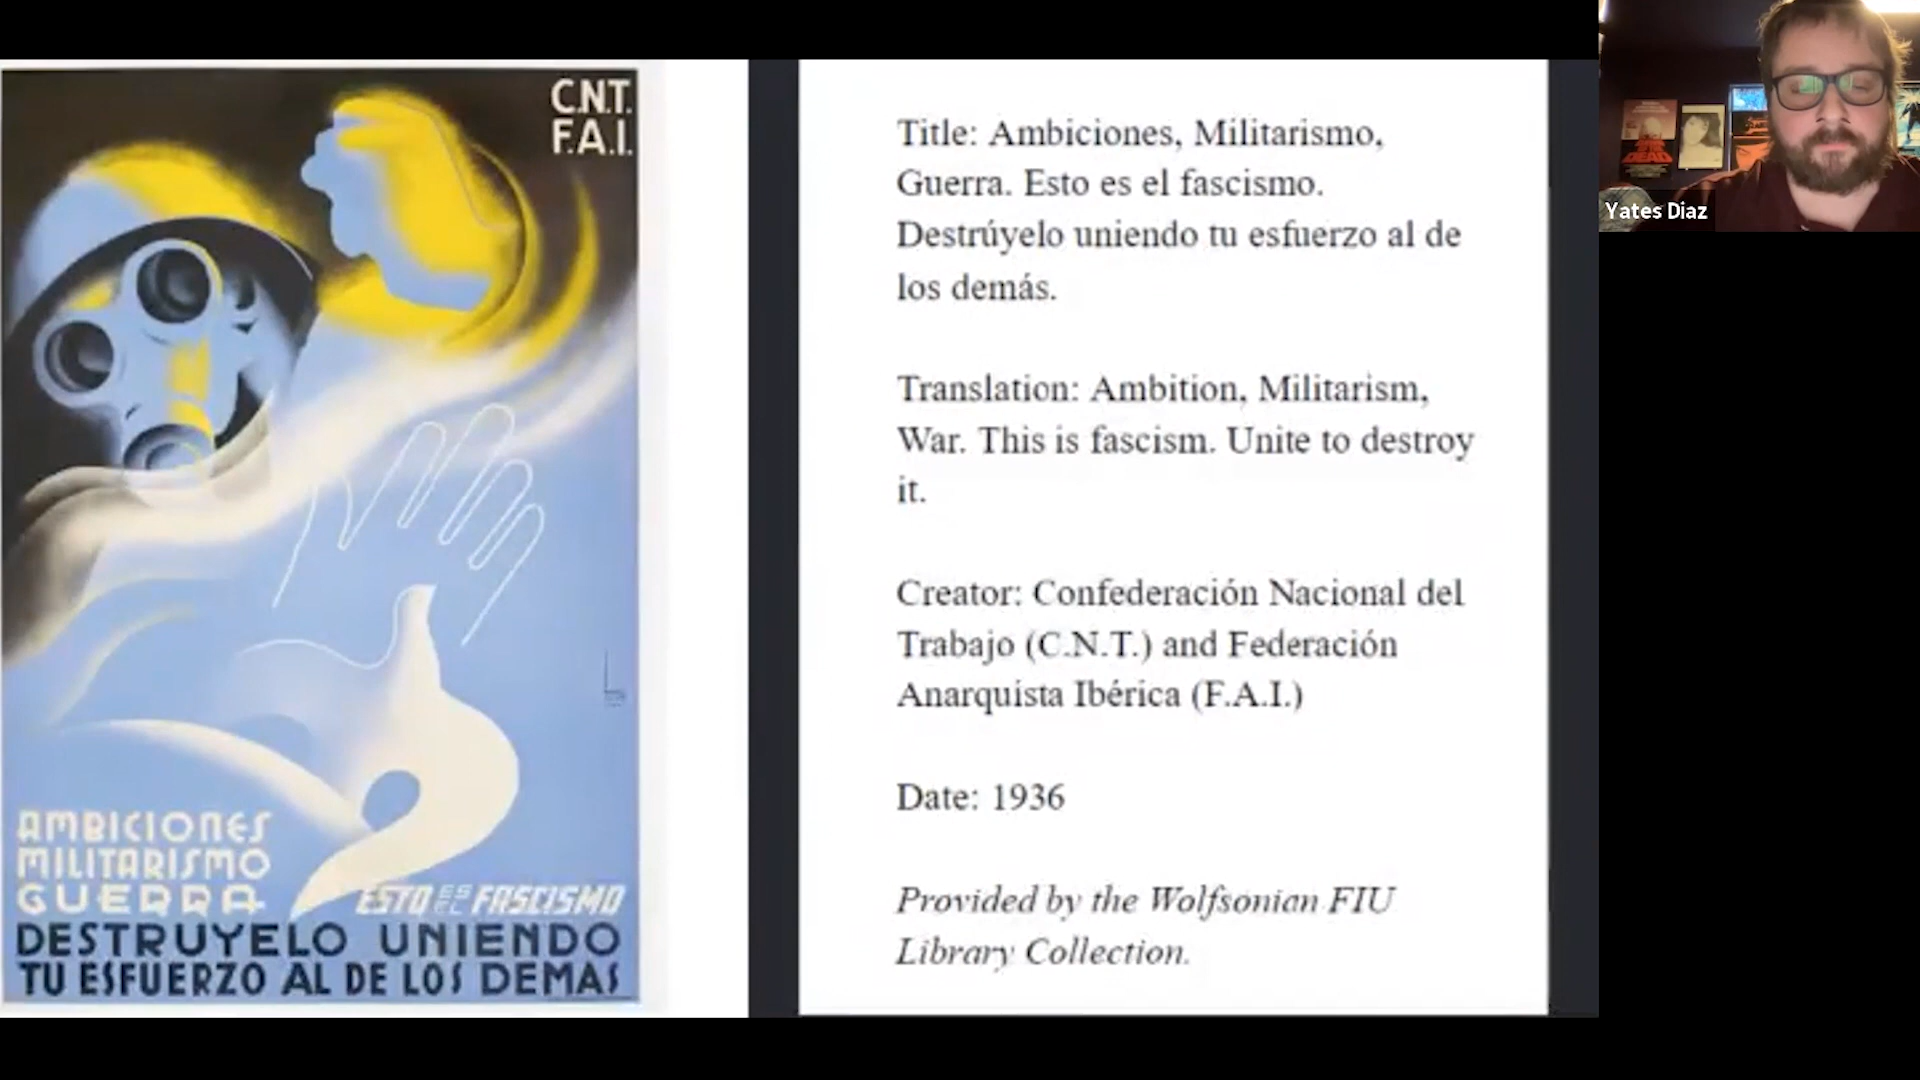 C.N.T.
F.A.I.
AMBICIONES
MILITARISMO
GUERRA
ESTO ES EL FASCISMO
DESTRUYELO UNIENDO
TU ESFUERZO AL DE LOS DEMAS
Title: Ambiciones, Militarismo,
Guerra. Esto es el fascismo.
Destrúyelo uniendo tu esfuerzo al de
los demás.
Translation: Ambition, Militarism,
War. This is fascism. Unite to destroy
it.
Creator: Confederación Nacional del
Trabajo (C.N.T.) and Federación
Anarquista Ibérica (F.A.I.)
Date: 1936
Provided by the Wolfsonian FIU
Library Collection.
DEAD
Yates Diaz